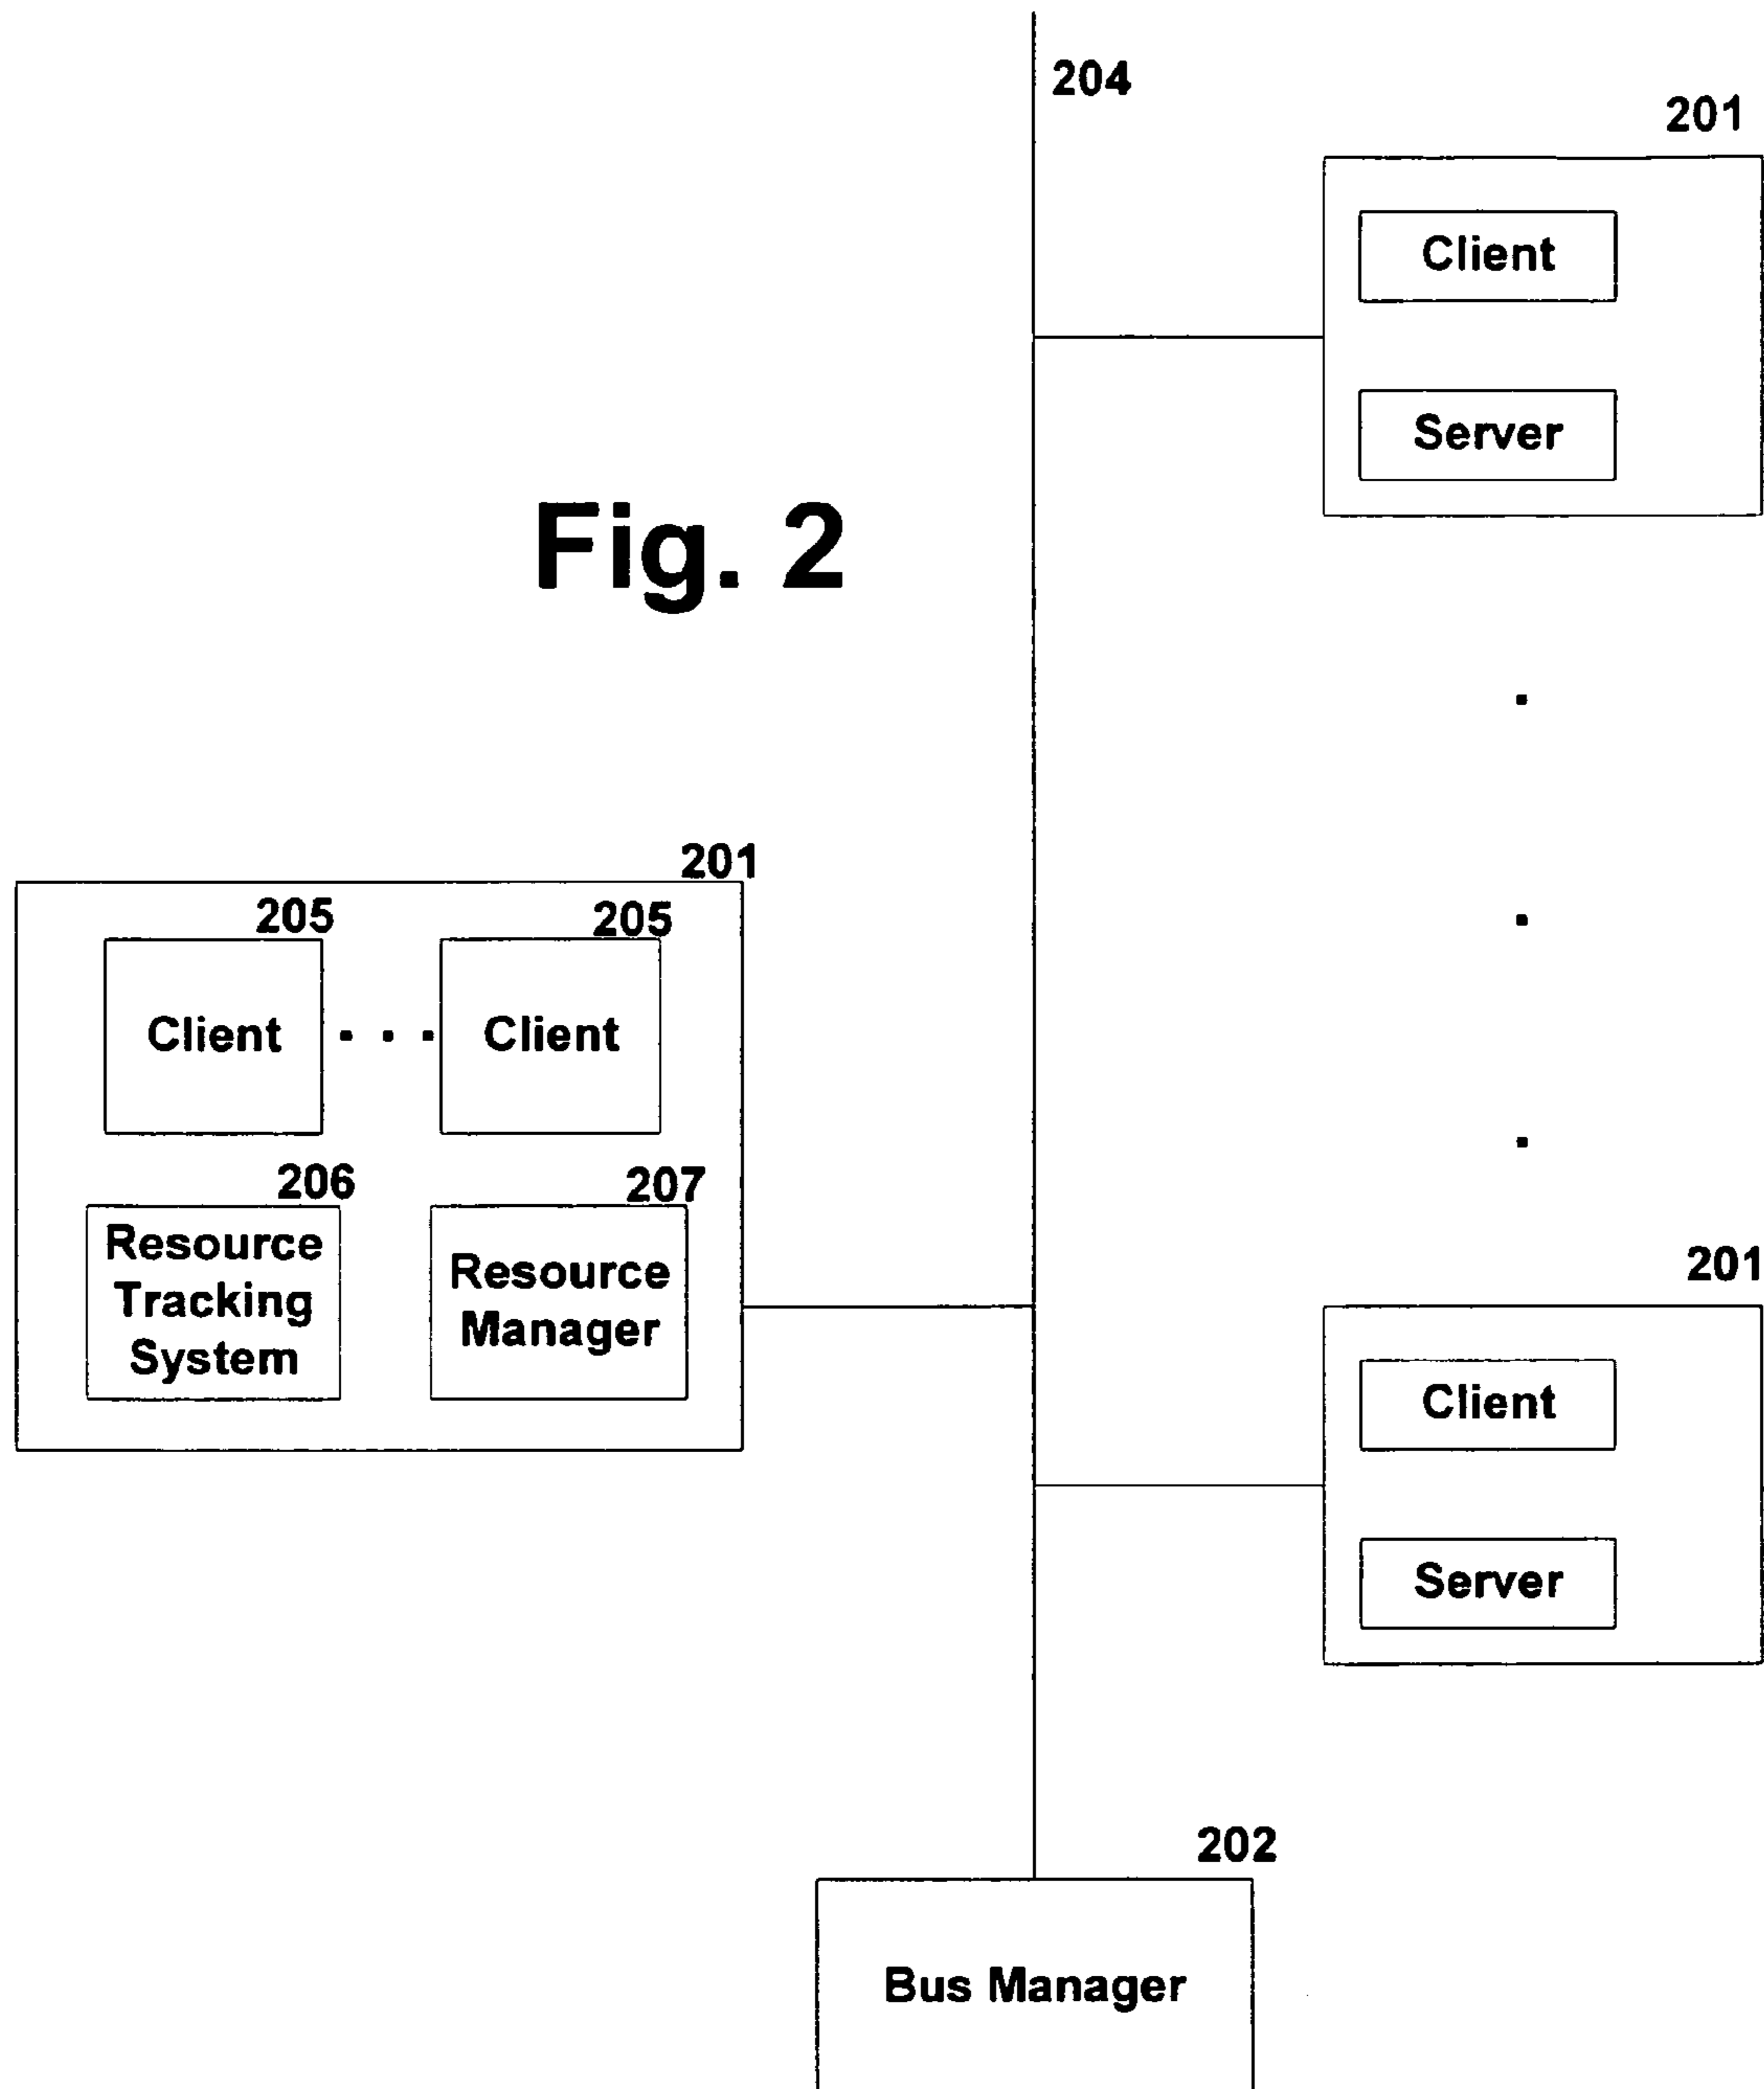 204
201
Client
Server
Fig. 2
201
205
205
Client
. . .
Client
206
207
Resource
Tracking
System
Resource
Manager
201
Client
Server
202
Bus Manager